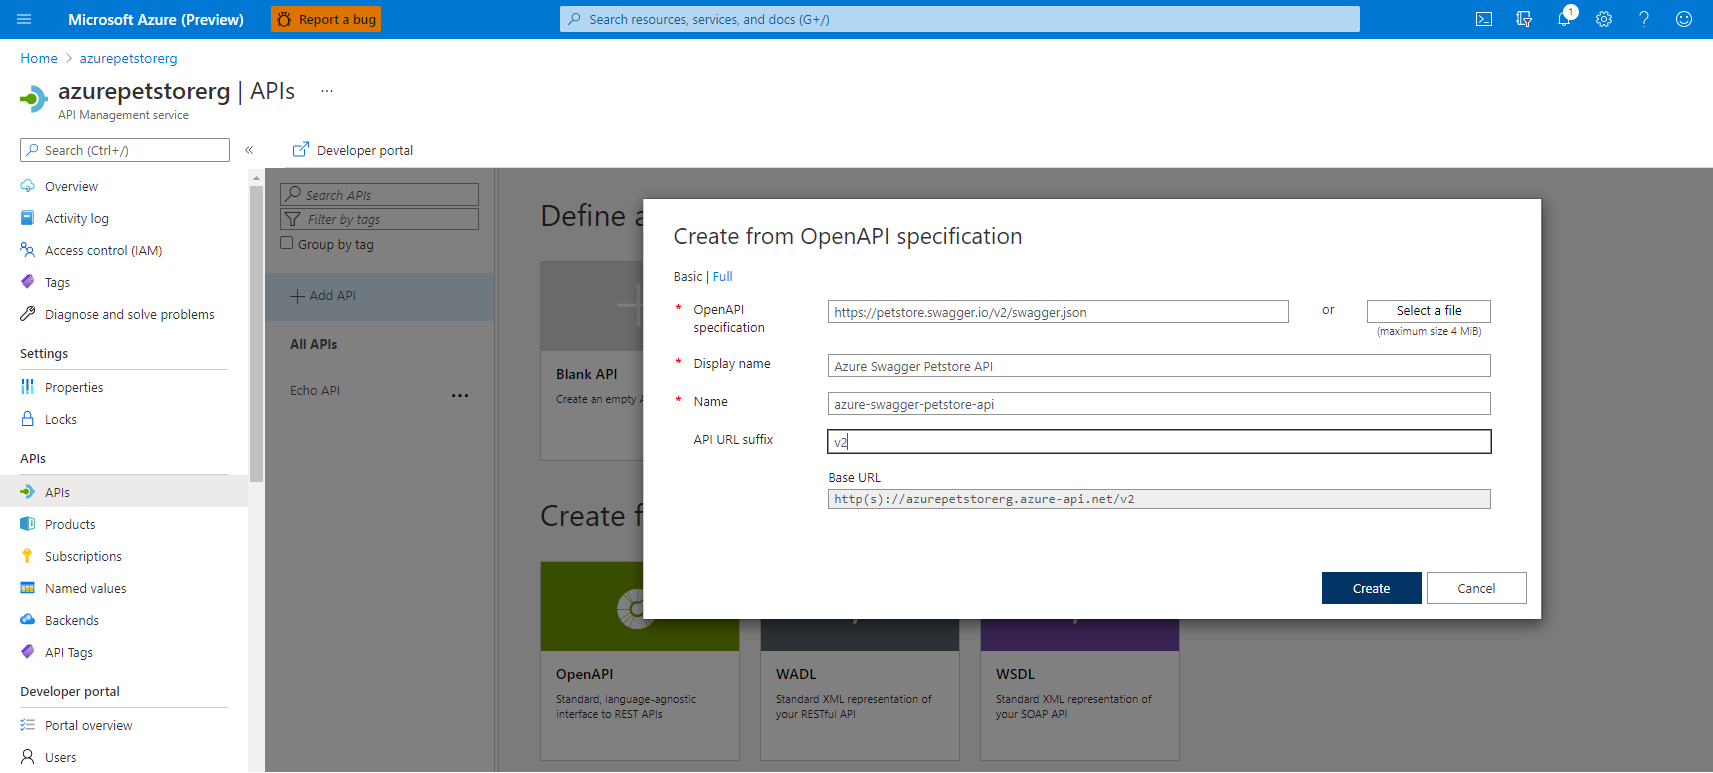 Microsoft Azure (Preview)
Report a bug
Search resources, services, and docs (G+/)
1
Home > azurepetstorerg
azurepetstorerg | APIs ...
API Management service
Search (Ctrl+/)
«
Developer portal
Overview
Activity log
Access control (IAM)
Tags
Diagnose and solve problems
Settings
Properties
Locks
APIs
APIs
Products
Subscriptions
Named values
Backends
API Tags
Developer portal
Portal overview
Users
Search APIs
Filter by tags
Group by tag
+ Add API
All APIs
Echo API ...
Define a
Blank API
Create an empty A
Create f
OpenAPI
Standard, language-agnostic
interface to REST APIs
WADL
Standard XML representation of
your RESTful API
WSDL
Standard XML representation of
your SOAP API
Create from OpenAPI specification
Basic | Full
* OpenAPI
specification
https://petstore.swagger.io/v2/swagger.json
or
Select a file
(maximum size 4 MiB)
* Display name
Azure Swagger Petstore API
* Name
azure-swagger-petstore-api
API URL suffix
v2
Base URL
http(s)://azurepetstorerg.azure-api.net/v2
Create
Cancel